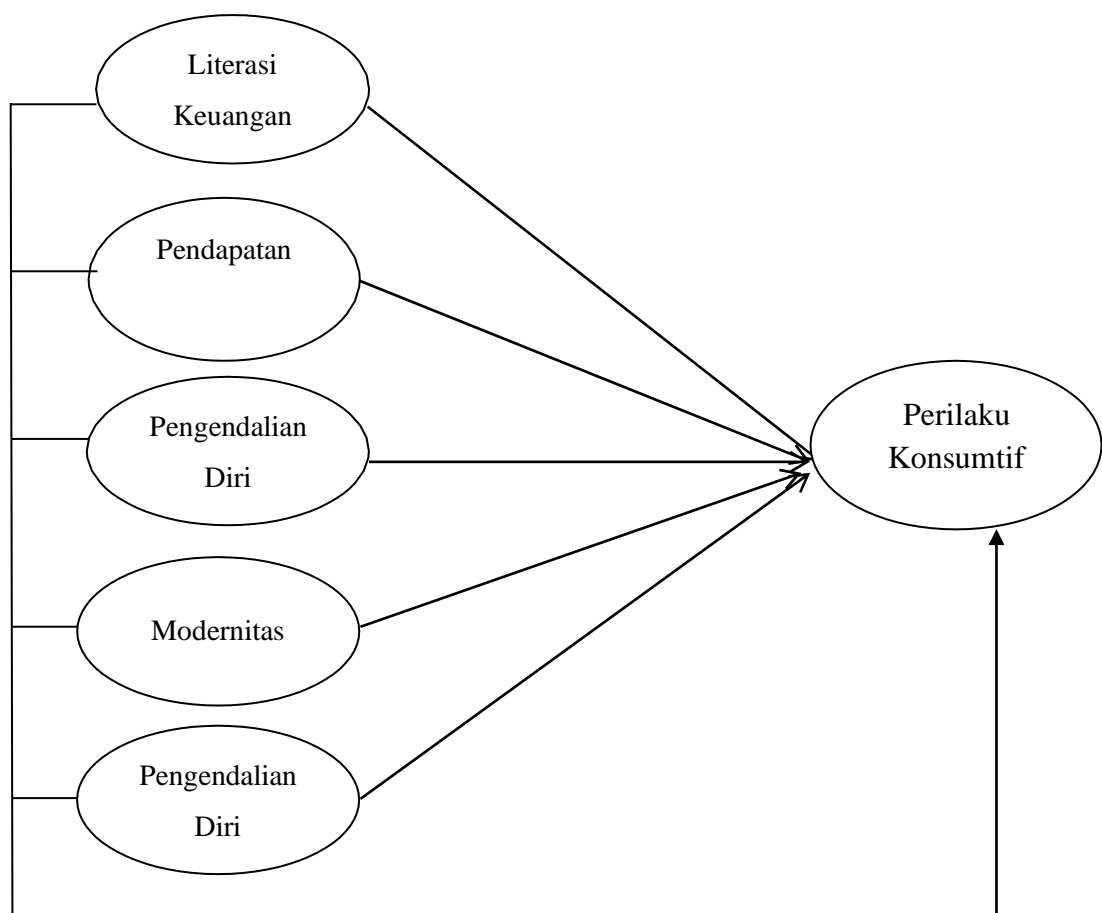 Literasi
Keuangan
Pendapatan
Pengendalian
Diri
Modernitas
Pengendalian
Diri
Perilaku
Konsumtif